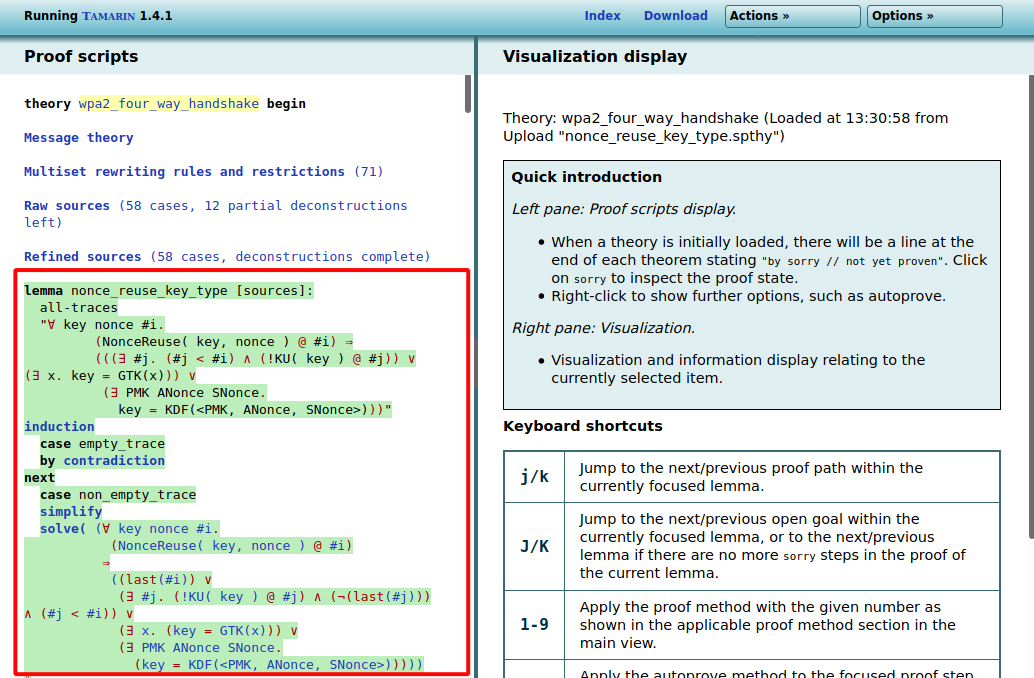 Running TAMARIN 1.4.1
Index
Download
Actions »
Options »
Proof scripts
theory wpa2_four_way_handshake begin
Message theory
Multiset rewriting rules and restrictions (71)
Raw sources (58 cases, 12 partial deconstructions
left)
Refined sources (58 cases, deconstructions complete)
lemma nonce_reuse_key_type [sources]:
all-traces
"∀ key nonce #i.
(NonceReuse( key, nonce ) @ #i) ⇒
(((∃ #j. (#j < #i) ∧ (!KU( key ) @ #j)) ∨
(∃ x. key = GTK(x))) ∨
(∃ PMK ANonce SNonce.
key = KDF(<PMK, ANonce, SNonce>)))"
induction
case empty_trace
by contradiction
next
case non_empty_trace
simplify
solve( (∀ key nonce #i.
(NonceReuse( key, nonce ) @ #i)
⇒
((last(#i)) ∨
(∃ #j. (!KU( key ) @ #j) ∧ (¬(last(#j)))
∧ (#j < #i)) ∨
(∃ x. (key = GTK(x))) ∨
(∃ PMK ANonce SNonce.
(key = KDF(<PMK, ANonce, SNonce>)))))
Visualization display
Theory: wpa2_four_way_handshake (Loaded at 13:30:58 from
Upload "nonce_reuse_key_type.spthy")
Quick introduction
Left pane: Proof scripts display.
• When a theory is initially loaded, there will be a line at the
end of each theorem stating "by sorry // not yet proven". Click
on sorry to inspect the proof state.
• Right-click to show further options, such as autoprove.
Right pane: Visualization.
• Visualization and information display relating to the
currently selected item.
Keyboard shortcuts
j/k
Jump to the next/previous proof path within the
currently focused lemma.
J/K
Jump to the next/previous open goal within the
currently focused lemma, or to the next/previous
lemma if there are no more sorry steps in the proof of
the current lemma.
1-9
Apply the proof method with the given number as
shown in the applicable proof method section in the
main view.
Apply the autoprove method to the focused proof step.